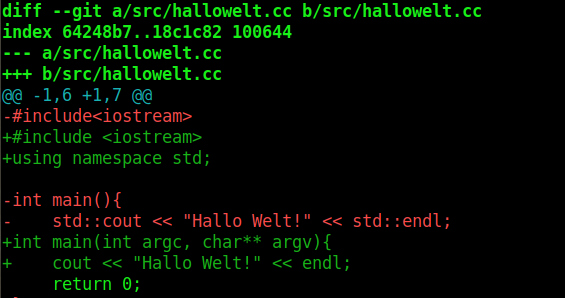 diff --git a/src/hallowelt.cc b/src/hallowelt.cc
index 64248b7..18c1c82 100644
--- a/src/hallowelt.cc
+++ b/src/hallowelt.cc
@@ -1,6 +1,7 @@
-#include<iostream>
+#include <iostream>
+using namespace std;

-int main(){
-    std::cout << "Hallo Welt!" << std::endl;
+int main(int argc, char** argv){
+    cout << "Hallo Welt!" << endl;
     return 0;